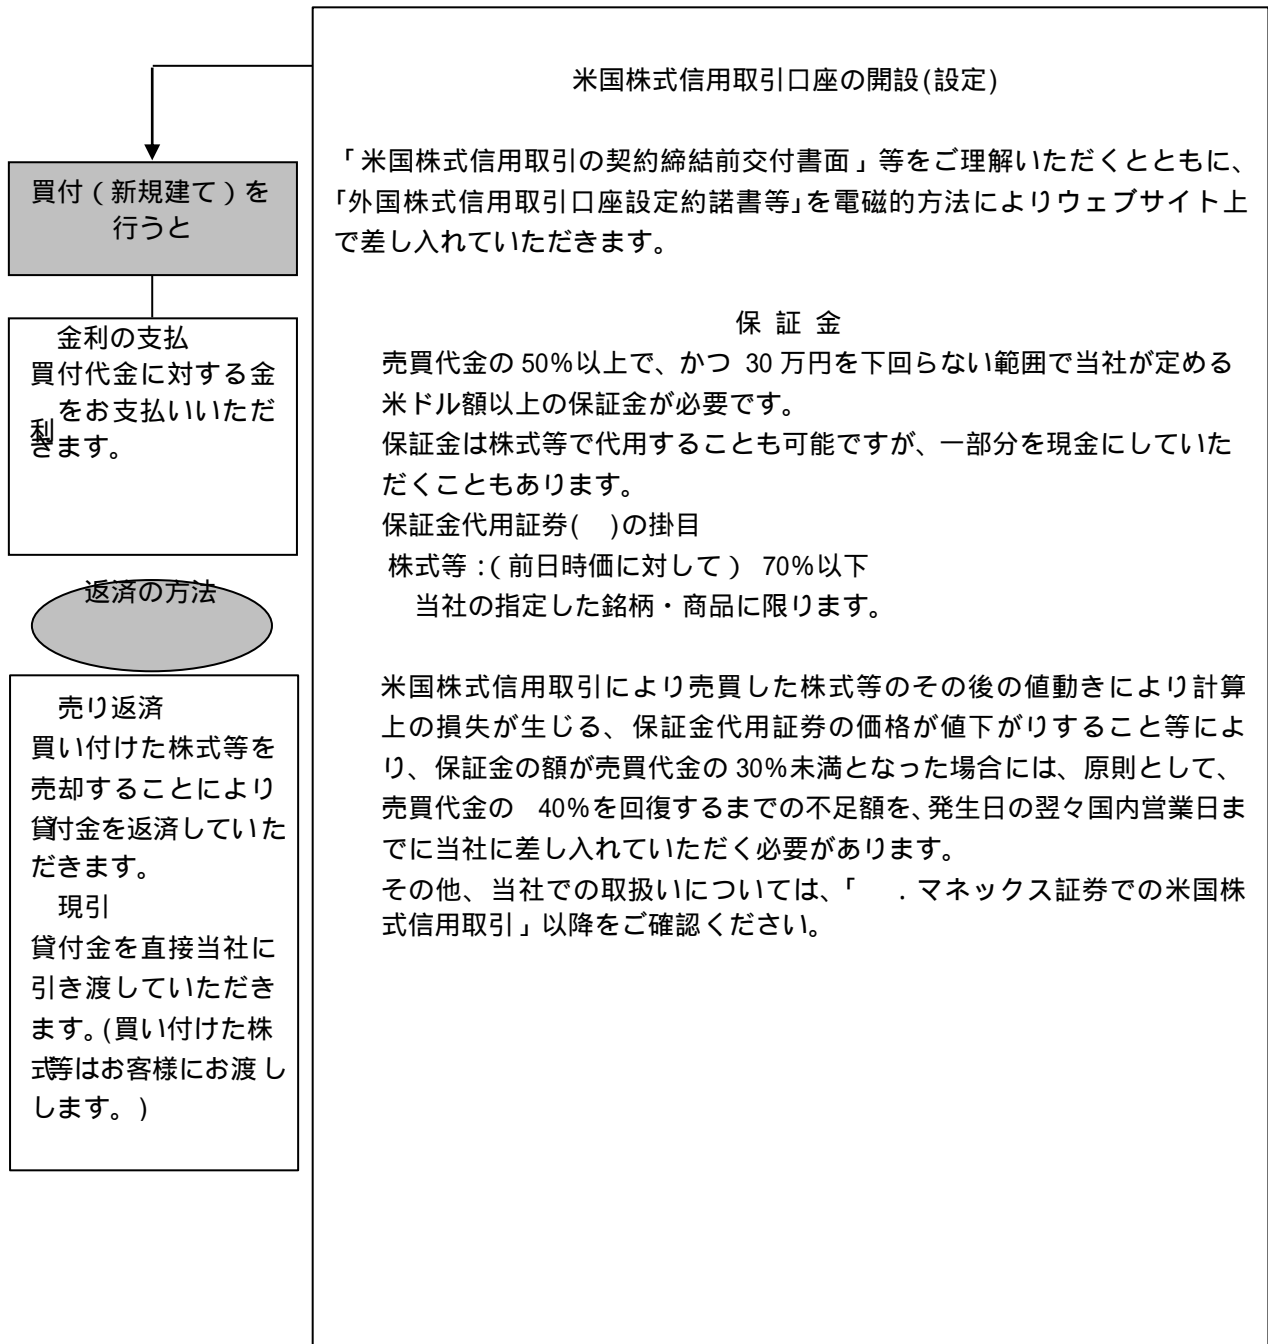 米国株式信用取引口座の開設(設定)
「米国株式信用取引の契約締結前交付書面」等をご理解いただくとともに、
「外国株式信用取引口座設定約諾書等」を電磁的方法によりウェブサイト上
で差し入れていただきます。
保 証 金
売買代金の 50％以上で、かつ 30 万円を下回らない範囲で当社が定める
米ドル額以上の保証金が必要です。
保証金は株式等で代用することも可能ですが、一部分を現金にしていた
だくこともあります。
保証金代用証券( )の掛目
株式等：(前日時価に対して) 70％以下
当社の指定した銘柄・商品に限ります。
米国株式信用取引により売買した株式等のその後の値動きにより計算
上の損失が生じる、保証金代用証券の価格が値下がりすること等によ
り、保証金の額が売買代金の 30％未満となった場合には、原則として、
売買代金の 40％を回復するまでの不足額を、発生日の翌々国内営業日ま
でに当社に差し入れていただく必要があります。
その他、当社での取扱いについては、「 ．マネックス証券での米国株
式信用取引」以降をご確認ください。
買付（新規建て）を
行うと
金利の支払
買付代金に対する金
利をお支払いいただ
きます。
返済の方法
売り返済
買い付けた株式等を
売却することにより
貸付金を返済していた
だきます。
現引
貸付金を直接当社に
引き渡していただき
ます。(買い付けた株
式等はお客様にお渡し
します。)